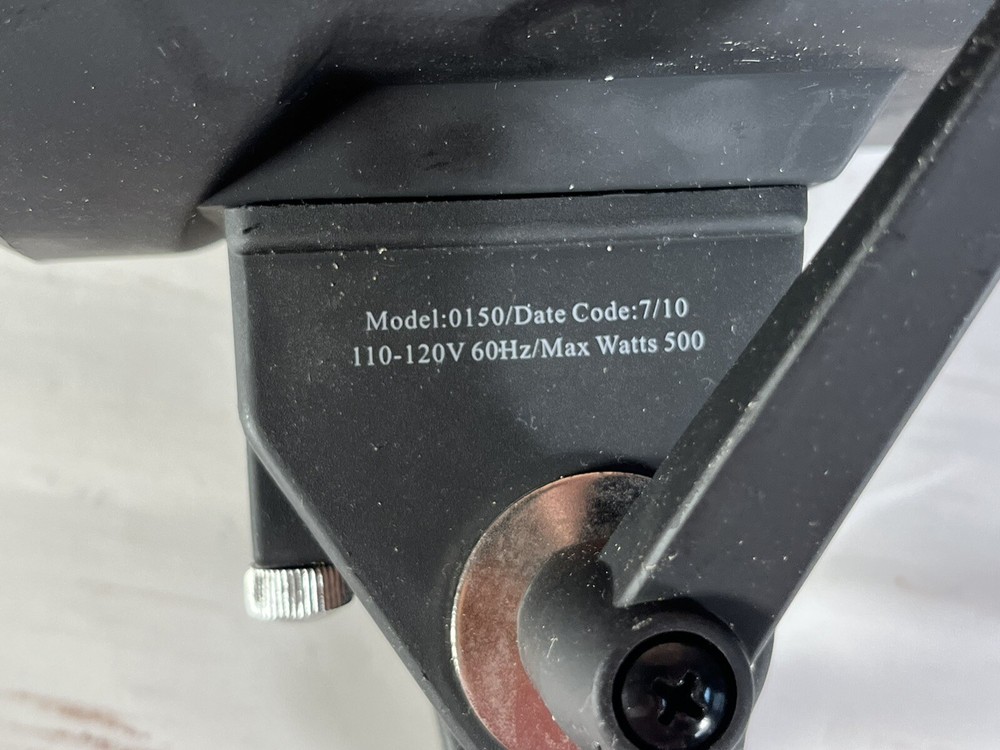 Model:0150/Date Code:7/10
110-120V 60Hz/Max Watts 500